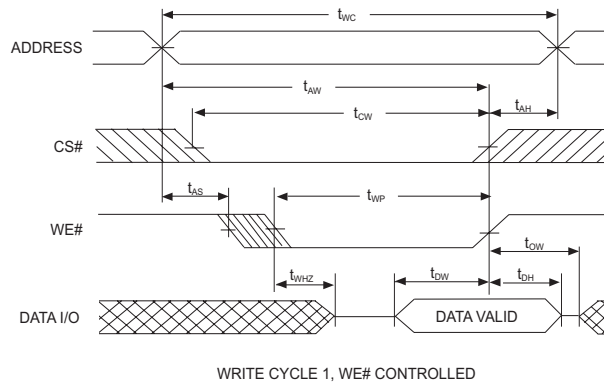 tWC
ADDRESS
tAW
tCW
tAH
CS#
tAS
tWP
WE#
tOW
tWHZ
tDW
tDH
DATA I/O
DATA VALID
WRITE CYCLE 1, WE# CONTROLLED